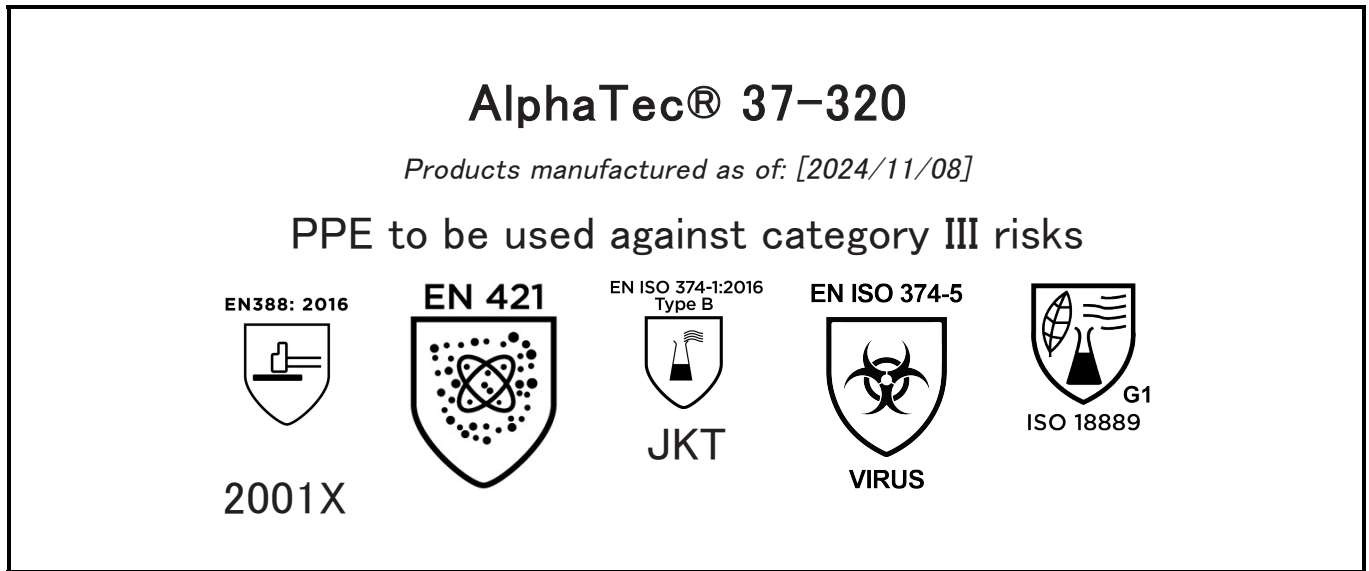 AlphaTec® 37-320
Products manufactured as of: [2024/11/08]
PPE to be used against category III risks
EN388: 2016
2001X
EN 421
EN ISO 374-1:2016
Type B
JKT
EN ISO 374-5
VIRUS
G1
ISO 18889